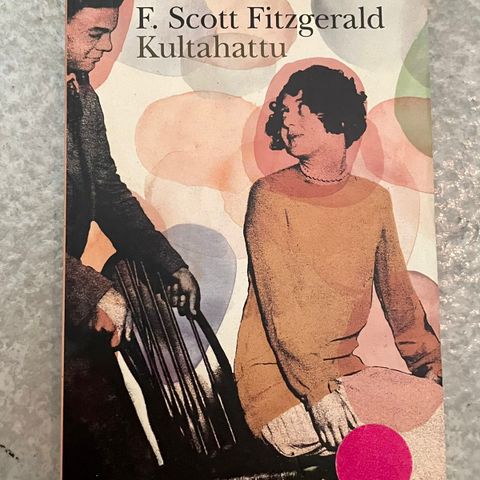 F. Scott Fitzgerald
Kultahattu